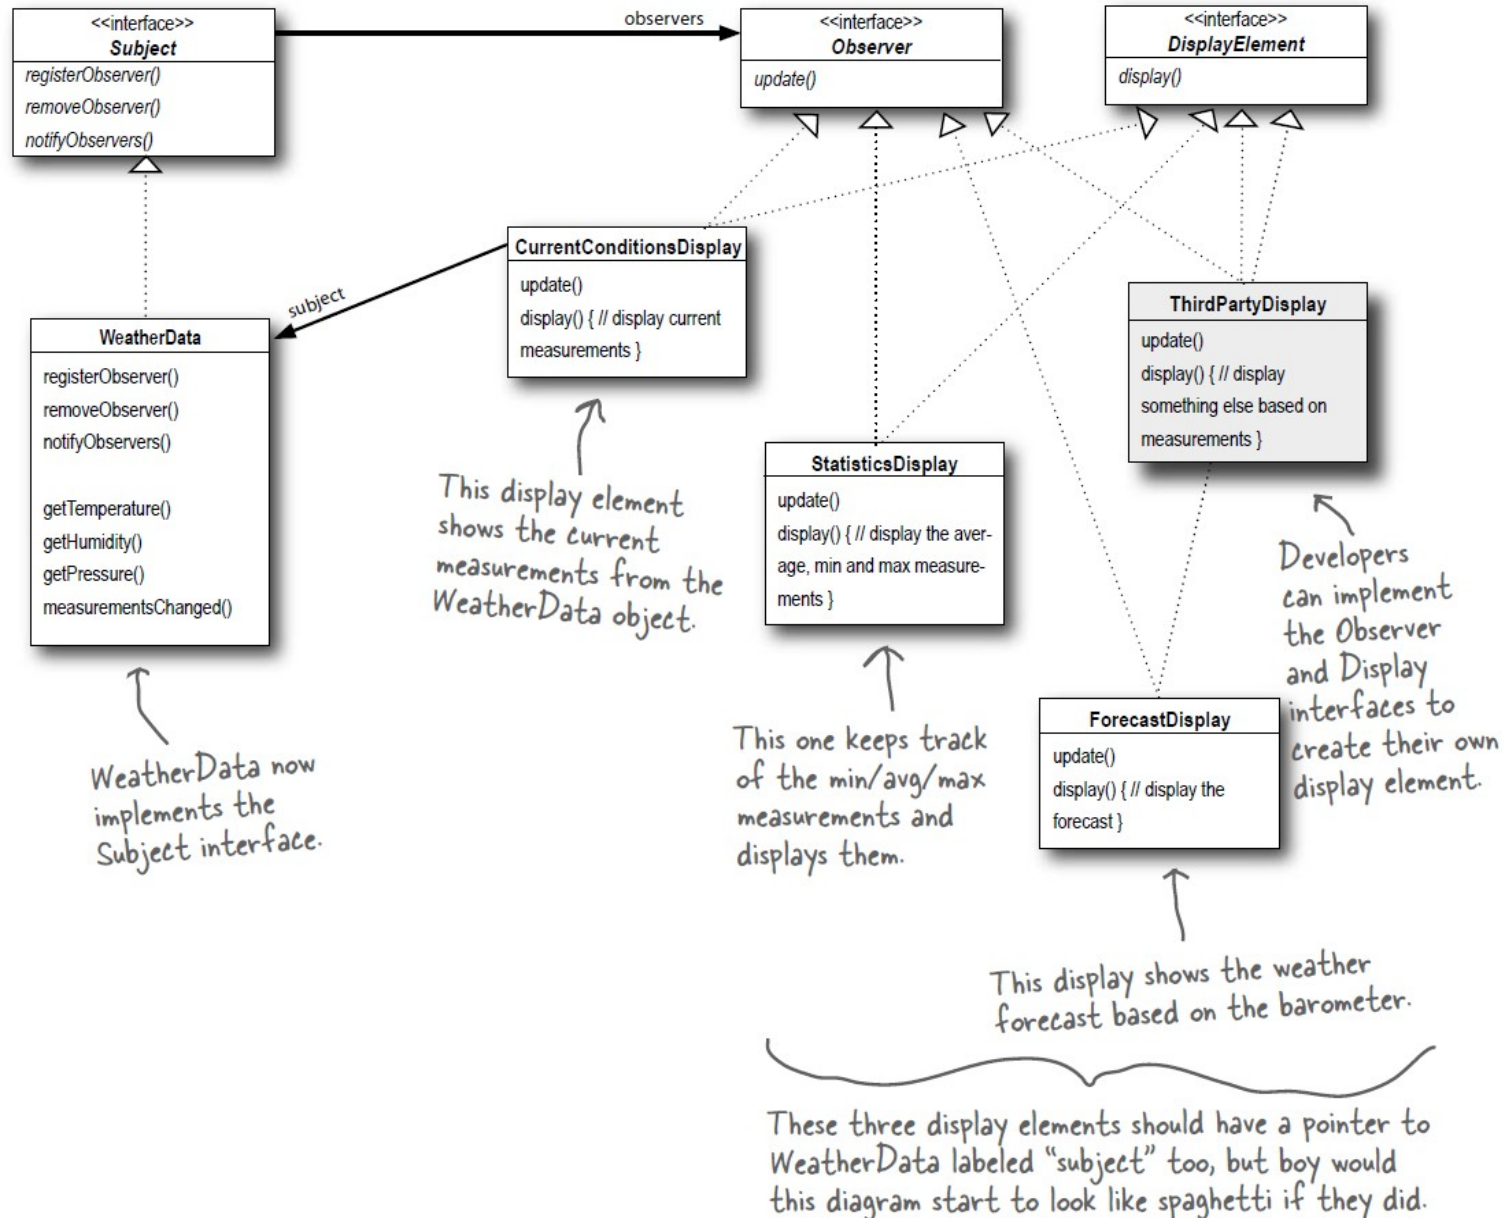 <<interface>>
Subject
registerObserver()
removeObserver()
notifyObservers()
observers
<<interface>>
Observer
update()
<<interface>>
DisplayElement
display()
CurrentConditionsDisplay
update()
display() { // display current
measurements }
subject
WeatherData
registerObserver()
removeObserver()
notifyObservers()
getTemperature()
getHumidity()
getPressure()
measurementsChanged()
ThirdPartyDisplay
update()
display() { // display
something else based on
measurements }
StatisticsDisplay
update()
display() { // display the aver-
age, min and max measure-
ments }
This display element
shows the current
measurements from the
WeatherData object.
Developers
can implement
the Observer
and Display
interfaces to
create their own
display element.
ForecastDisplay
update()
display() { // display the
forecast }
WeatherData now
implements the
Subject interface.
This one keeps track
of the min/avg/max
measurements and
displays them.
This display shows the weather
forecast based on the barometer.
These three display elements should have a pointer to
WeatherData labeled “subject” too, but boy would
this diagram start to look like spaghetti if they did.